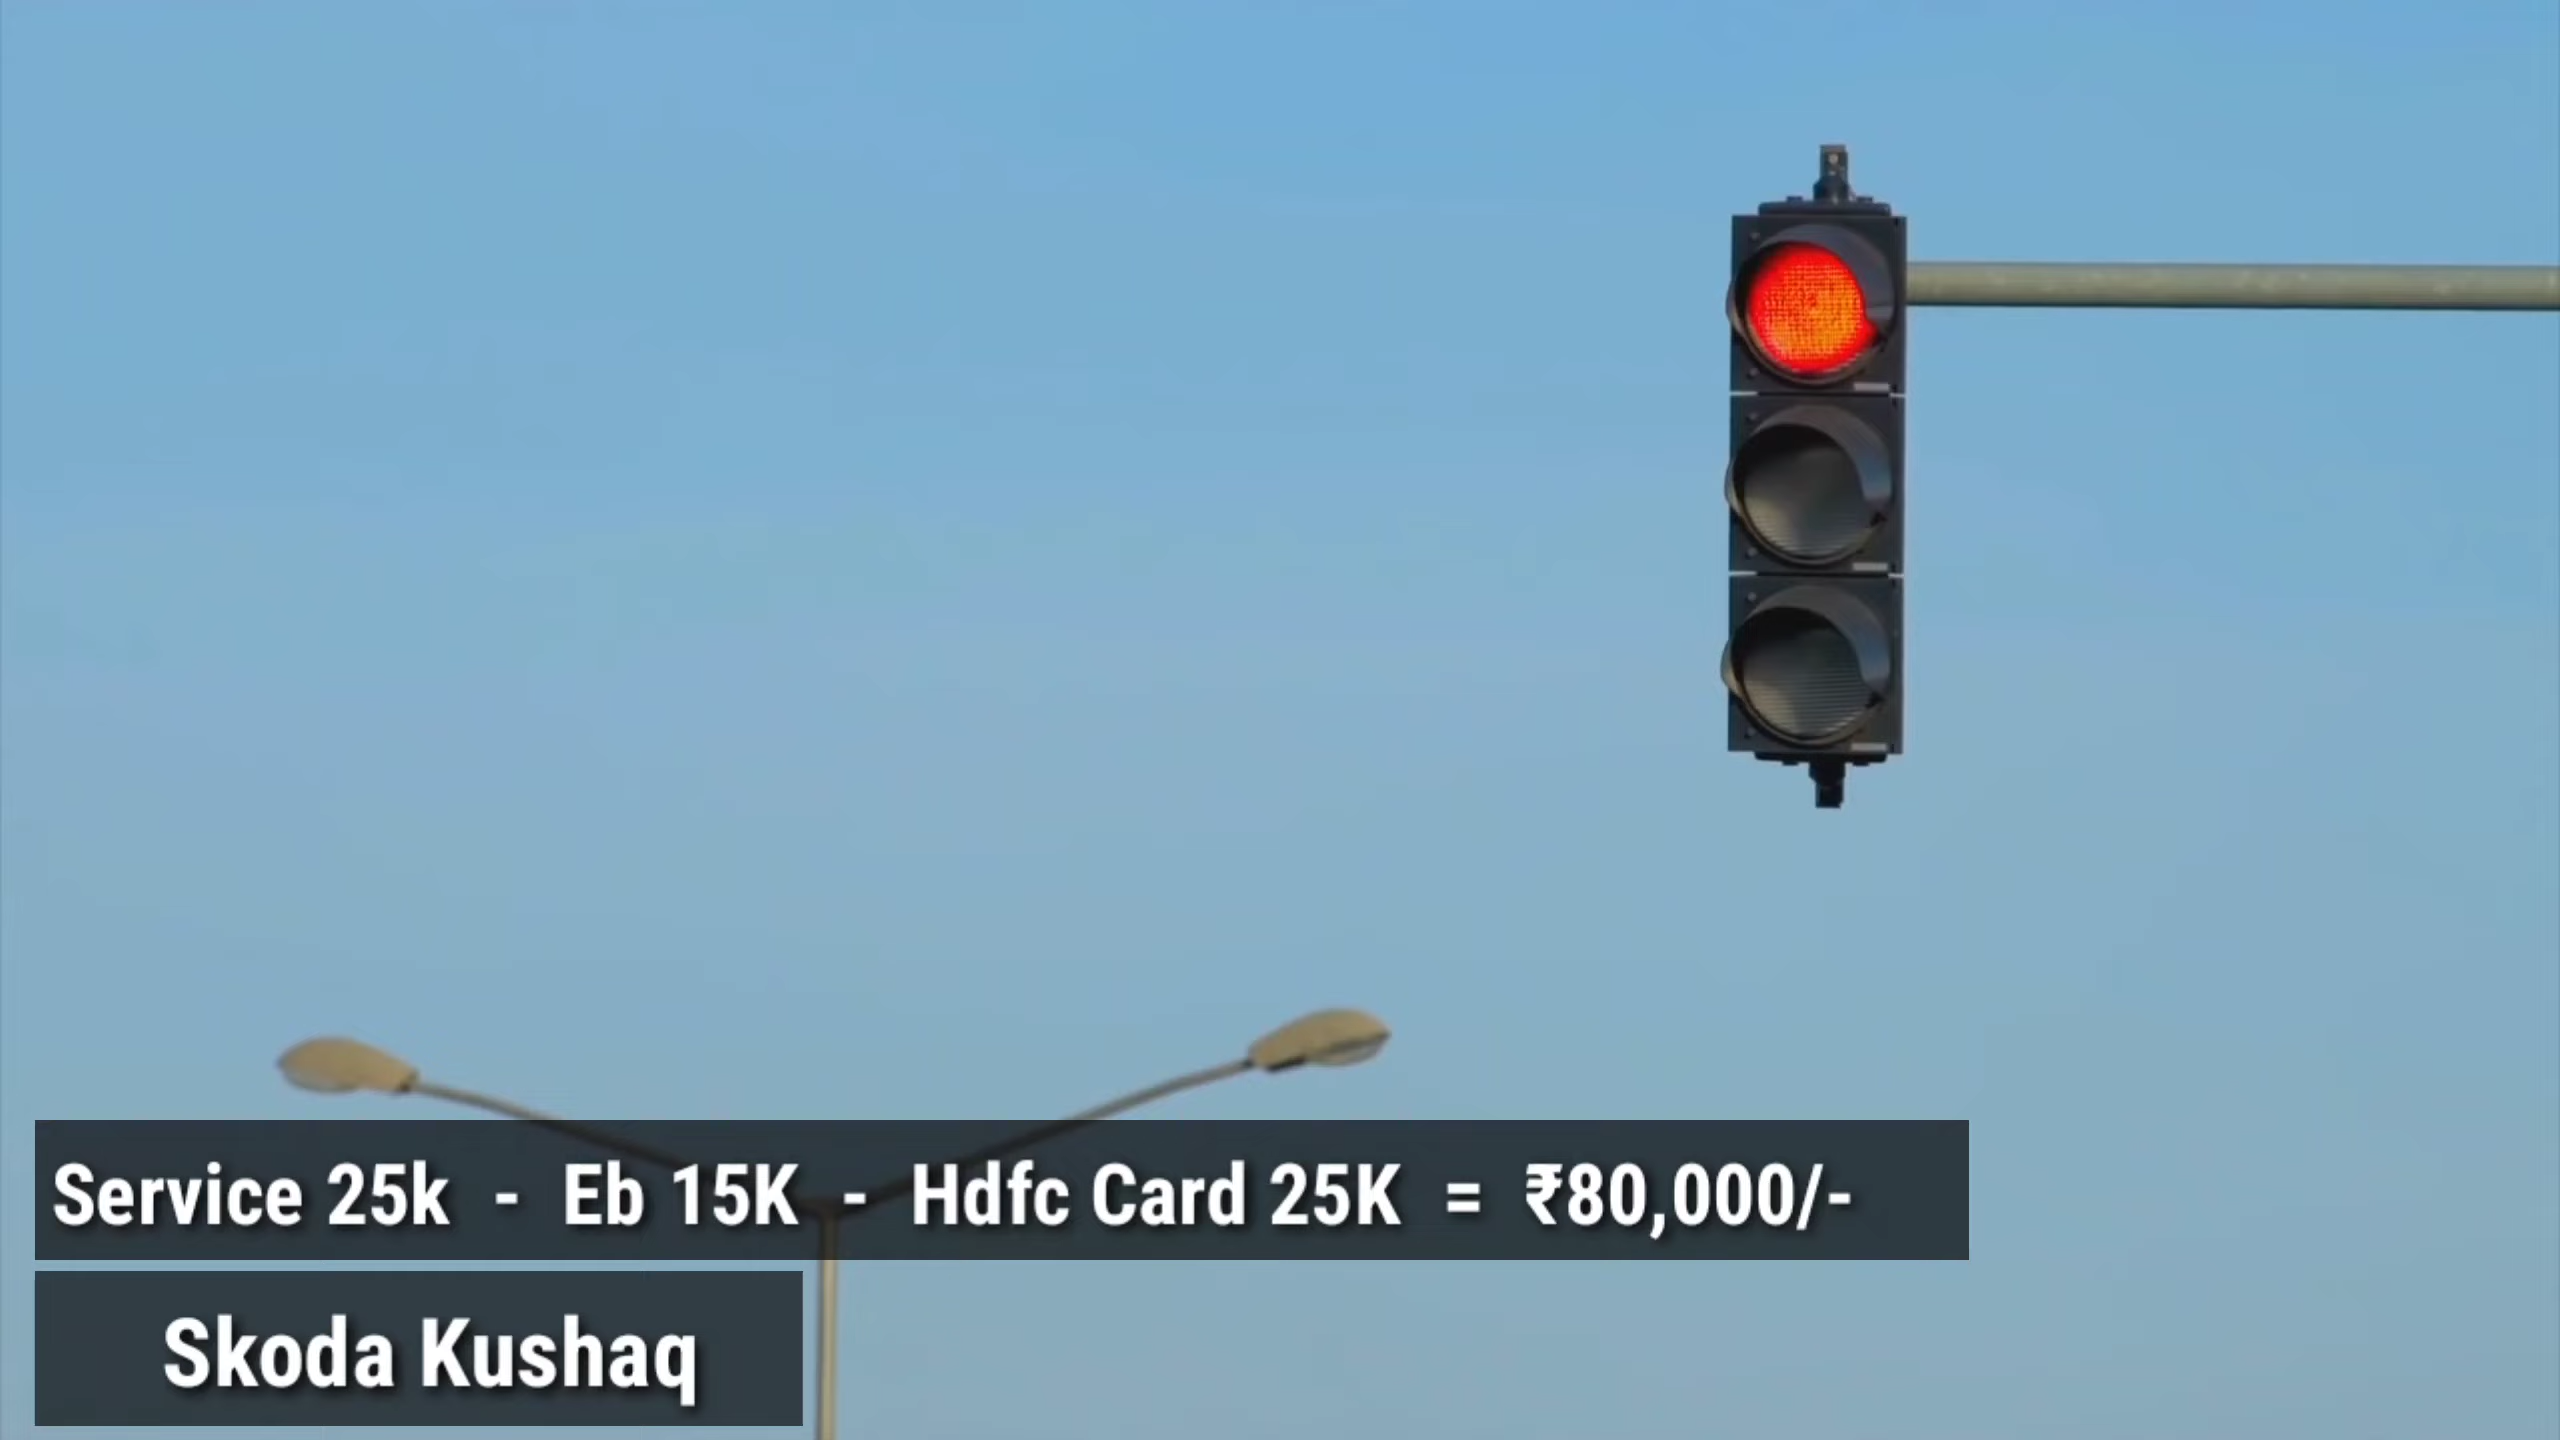 Service 25k - Eb 15K - Hdfc Card 25K = ₹80,000/-
Skoda Kushaq